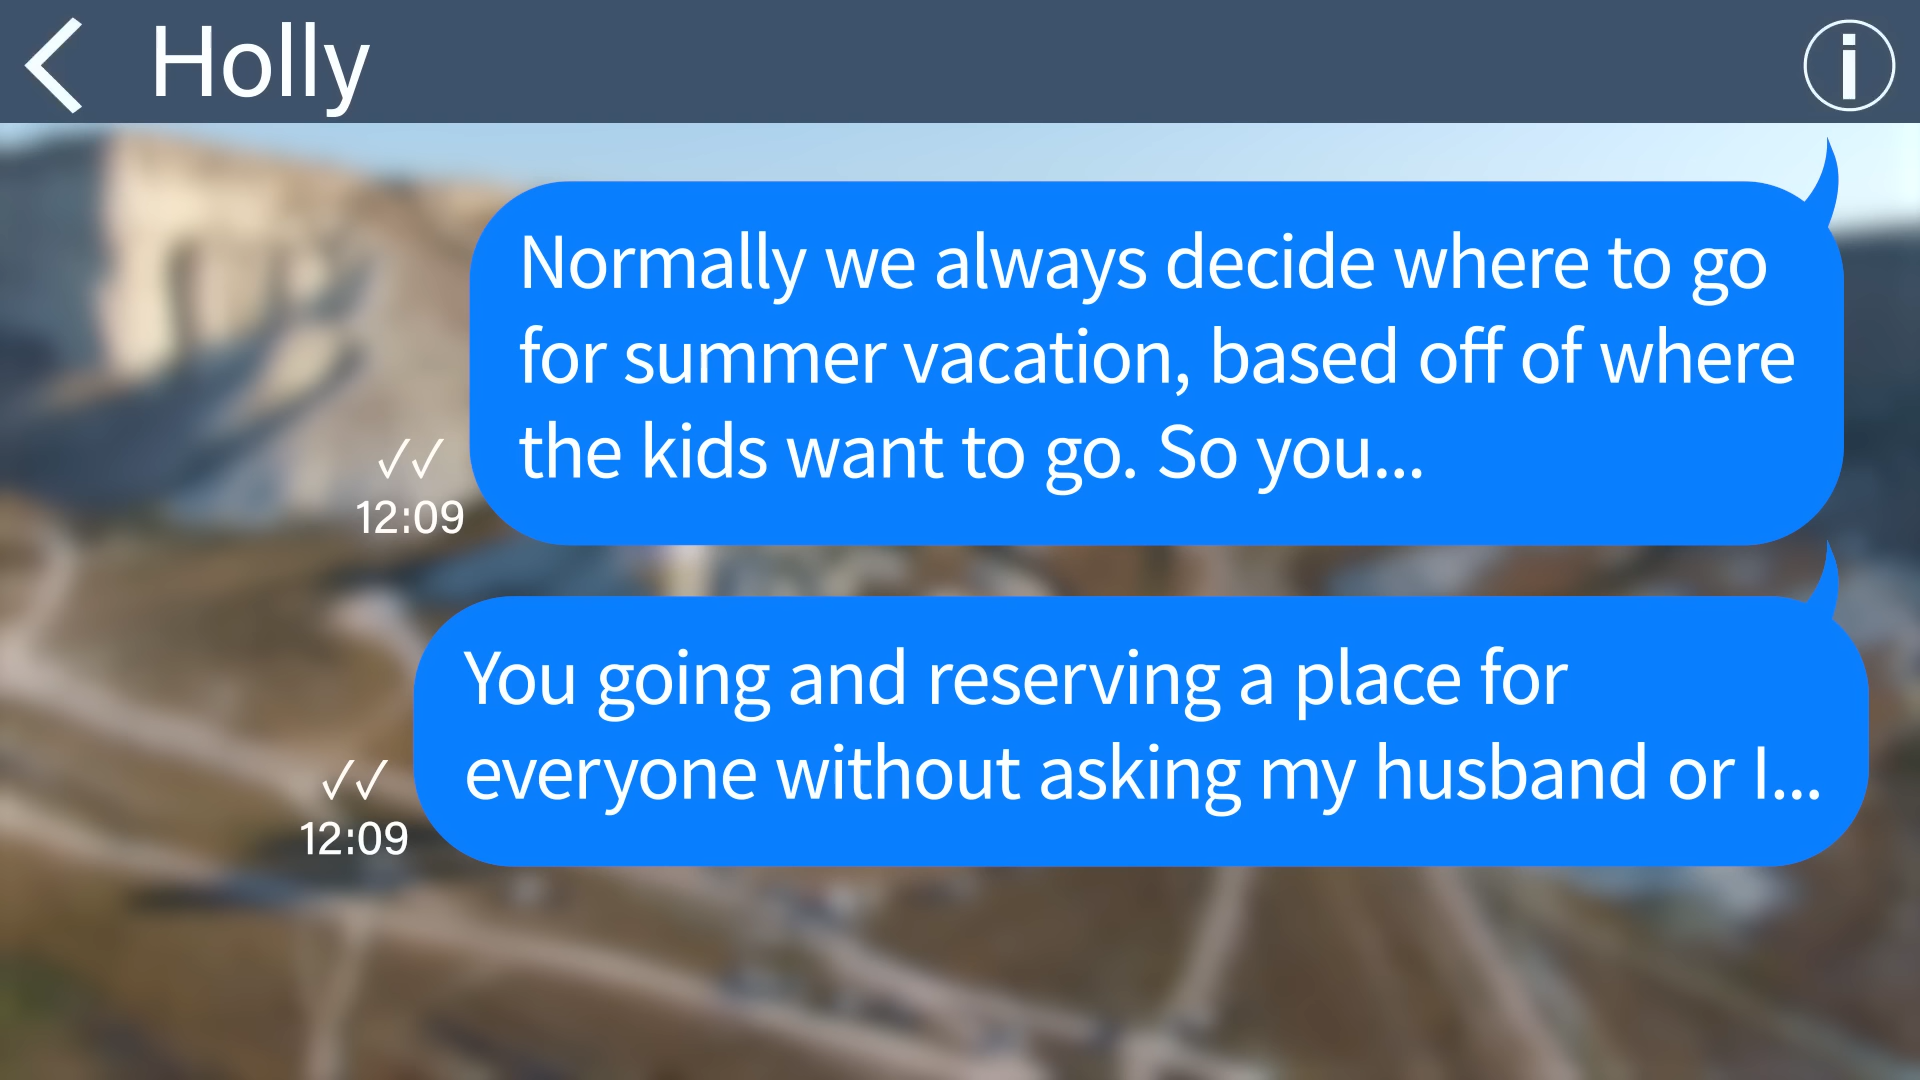 Holly
Normally we always decide where to go
for summer vacation, based off of where
the kids want to go. So you...
✓✓
12:09
You going and reserving a place for
everyone without asking my husband or I...
✓✓
12:09